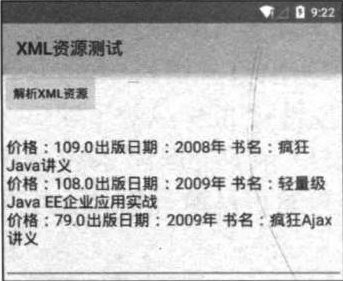 9:22
XML资源测试
解析XML资源
价格：109.0出版日期：2008年 书名：疯狂
Java讲义
价格：108.0出版日期：2009年 书名：轻量级
Java EE企业应用实战
价格：79.0出版日期：2009年 书名：疯狂Ajax
讲义